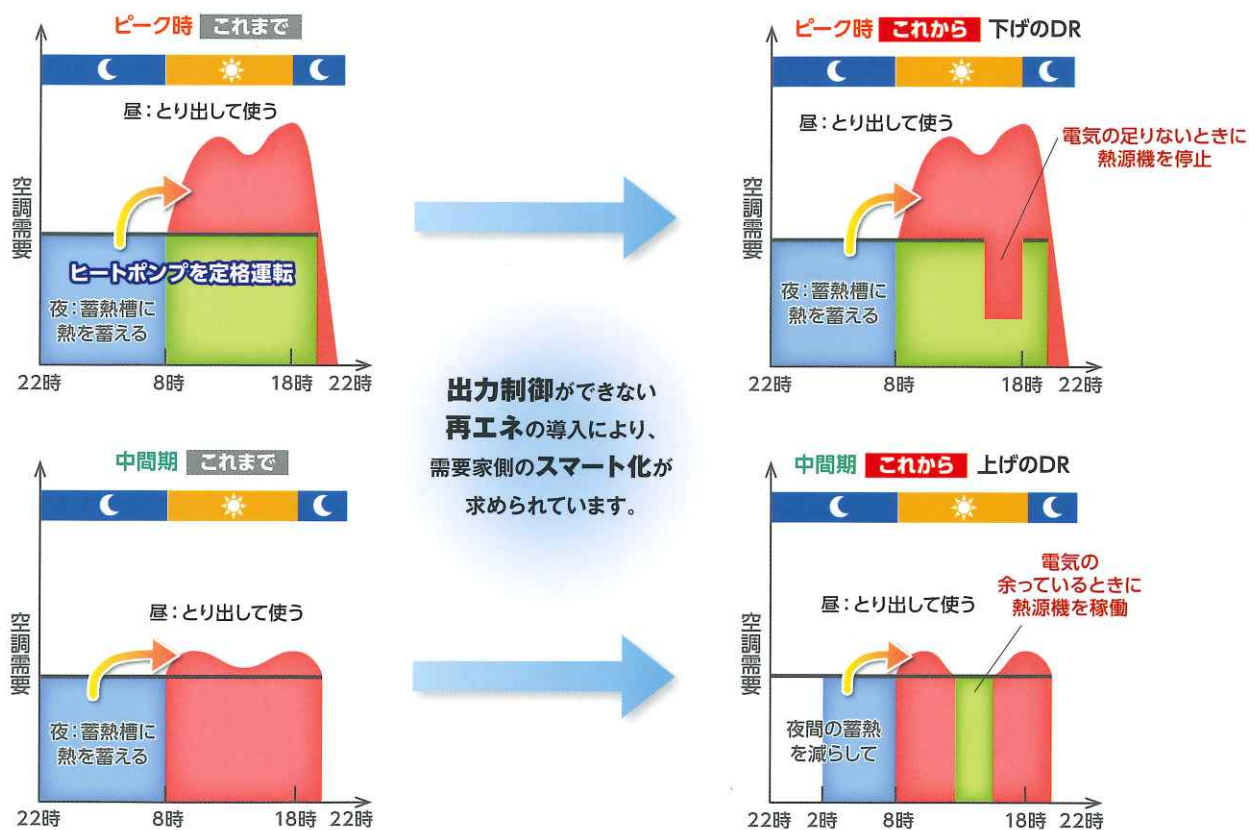 ピーク時 これまで
昼：とり出して使う
空調需要
ヒートポンプを定格運転
夜：蓄熱槽に
熱を蓄える
22時 8時 18時 22時
ピーク時 これから 下げのDR
昼：とり出して使う
電気の足りないときに
熱源機を停止
空調需要
夜：蓄熱槽に
熱を蓄える
22時 8時 18時 22時
出力制御ができない
再エネの導入により、
需要家側のスマート化が
求められています。
中間期 これまで
昼：とり出して使う
空調需要
夜：蓄熱槽に
熱を蓄える
22時 8時 18時 22時
中間期 これから 上げのDR
電気の
余っているときに
熱源機を稼働
昼：とり出して使う
空調需要
夜間の蓄熱
を減らして
22時 2時 8時 18時 22時